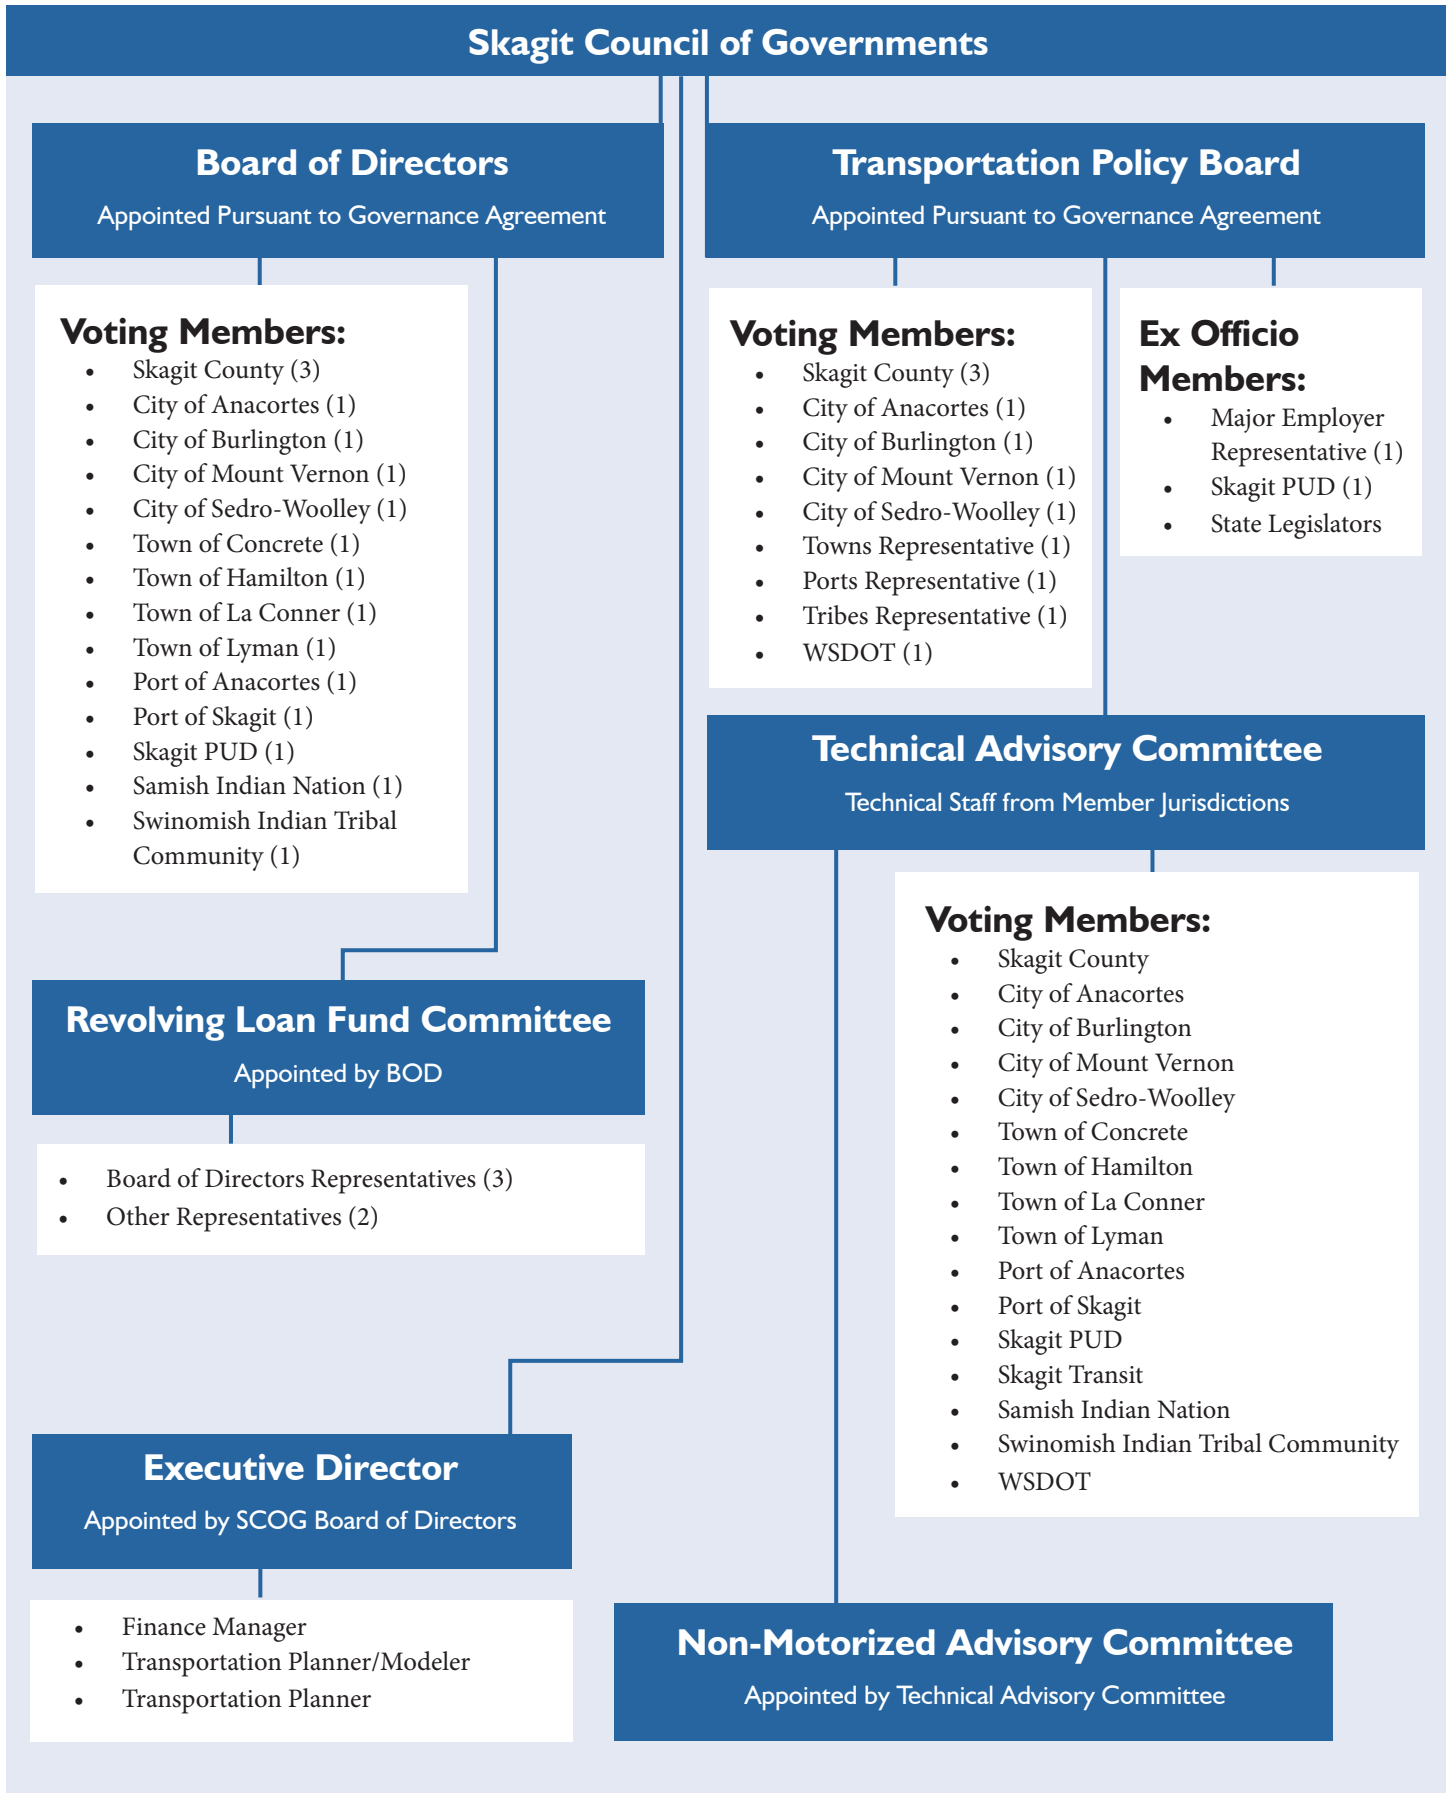 Skagit Council of Governments
Board of Directors
Appointed Pursuant to Governance Agreement
Voting Members:
• Skagit County (3)
• City of Anacortes (1)
• City of Burlington (1)
• City of Mount Vernon (1)
• City of Sedro-Woolley (1)
• Town of Concrete (1)
• Town of Hamilton (1)
• Town of La Conner (1)
• Town of Lyman (1)
• Port of Anacortes (1)
• Port of Skagit (1)
• Skagit PUD (1)
• Samish Indian Nation (1)
• Swinomish Indian Tribal
Community (1)
Revolving Loan Fund Committee
Appointed by BOD
• Board of Directors Representatives (3)
• Other Representatives (2)
Executive Director
Appointed by SCOG Board of Directors
• Finance Manager
• Transportation Planner/Modeler
• Transportation Planner
Transportation Policy Board
Appointed Pursuant to Governance Agreement
Voting Members:
• Skagit County (3)
• City of Anacortes (1)
• City of Burlington (1)
• City of Mount Vernon (1)
• City of Sedro-Woolley (1)
• Towns Representative (1)
• Ports Representative (1)
• Tribes Representative (1)
• WSDOT (1)
Ex Officio
Members:
• Major Employer
Representative (1)
• Skagit PUD (1)
• State Legislators
Technical Advisory Committee
Technical Staff from Member Jurisdictions
Voting Members:
• Skagit County
• City of Anacortes
• City of Burlington
• City of Mount Vernon
• City of Sedro-Woolley
• Town of Concrete
• Town of Hamilton
• Town of La Conner
• Town of Lyman
• Port of Anacortes
• Port of Skagit
• Skagit PUD
• Skagit Transit
• Samish Indian Nation
• Swinomish Indian Tribal Community
• WSDOT
Non-Motorized Advisory Committee
Appointed by Technical Advisory Committee